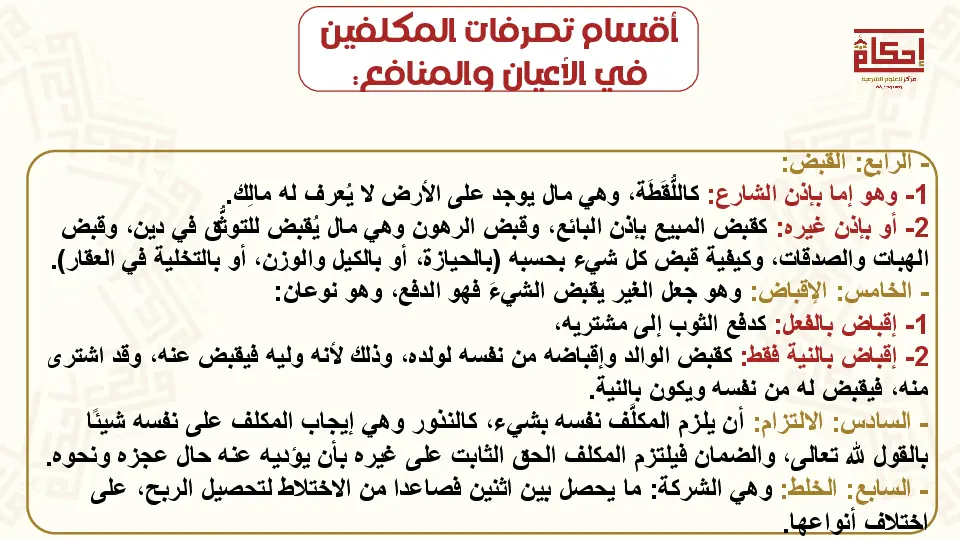 أقسام تصرفات المكلفين
في الأعيان والمنافع:
إحكام
مركز للعلوم الشرعية
- الرابع: القبض:
1- وهو إما بإذن الشارع: كاللُّقَطَة، وهي مال يوجد على الأرض لا يُعرف له مالِك.
2- أو بإذن غيره: كقبض المبيع بإذن البائع، وقبض الرهون وهي مال يُقبض للتوثُّق في دين، وقبض
الهبات والصدقات، وكيفية قبض كل شيء بحسبه (بالحيازة، أو بالكيل والوزن، أو بالتخلية في العقار).
- الخامس: الإقباض: وهو جعل الغير يقبض الشيءَ فهو الدفع، وهو نوعان:
1- إقباض بالفعل: كدفع الثوب إلى مشتريه،
2- إقباض بالنية فقط: كقبض الوالد وإقباضه من نفسه لولده، وذلك لأنه وليه فيقبض عنه، وقد اشترى
منه، فيقبض له من نفسه ويكون بالنية.
- السادس: الالتزام: أن يلزم المكلَّف نفسه بشيء، كالنذور وهي إيجاب المكلف على نفسه شيئًا
بالقول لله تعالى، والضمان فيلتزم المكلف الحق الثابت على غيره بأن يؤديه عنه حال عجزه ونحوه.
- السابع: الخلط: وهي الشركة: ما يحصل بين اثنين فصاعدا من الاختلاط لتحصيل الربح، على
اختلاف أنواعها.